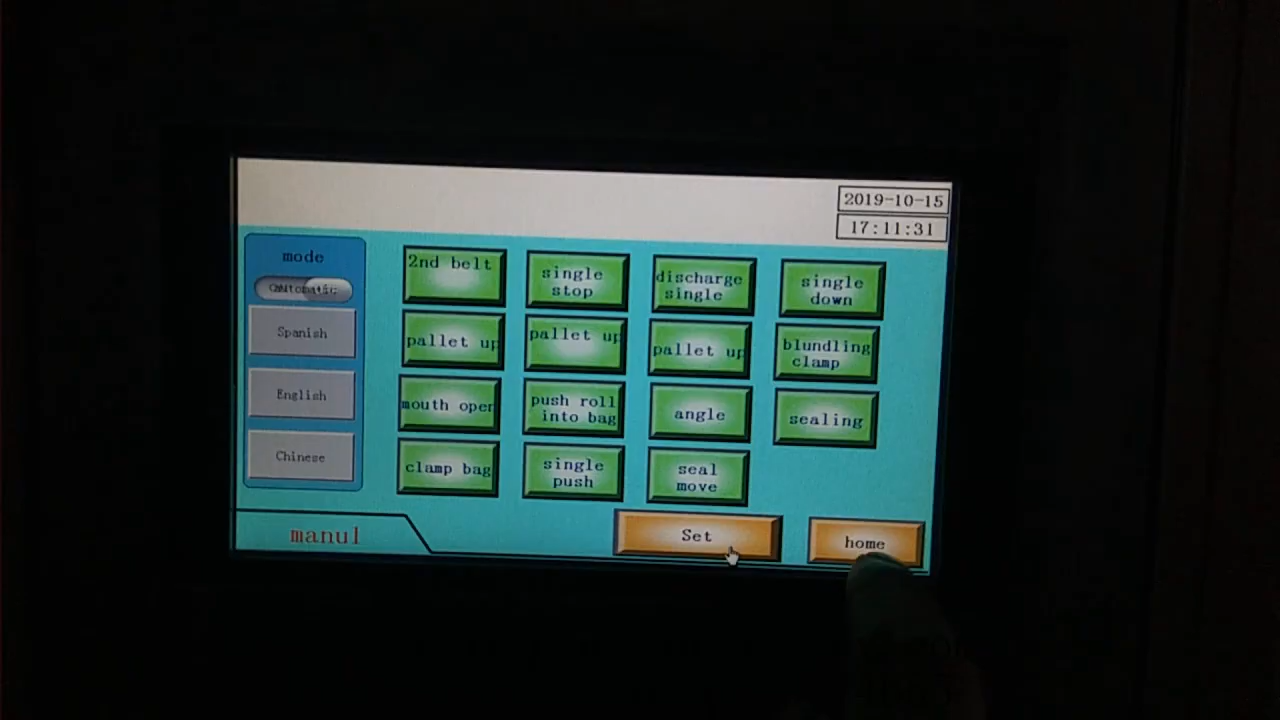 2019-10-15
17:11:31
mode
Spanish
English
Chinese
2nd belt
single
stop
discharge
single
single
down
pallet up
pallet up
pallet up
blundling
clamp
mouth open
push roll
into bag
angle
sealing
clamp bag
single
push
seal
move
manul
Set
home